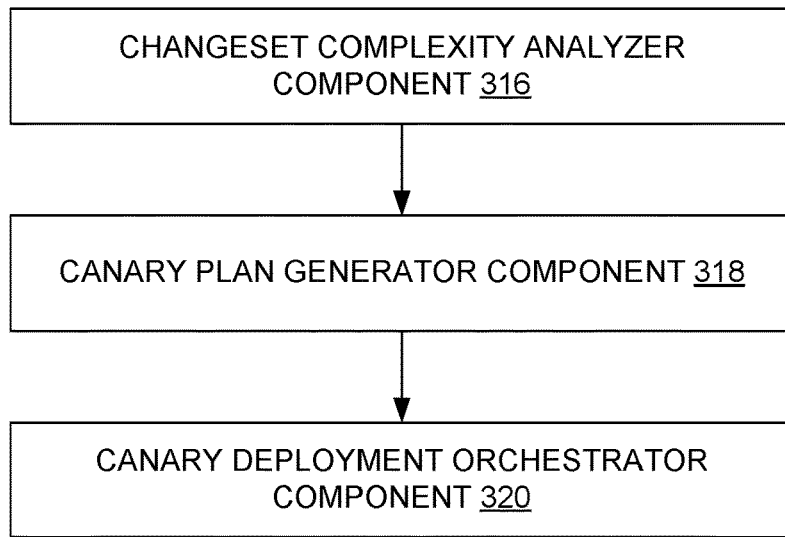 CHANGESET COMPLEXITY ANALYZER
COMPONENT 316
CANARY PLAN GENERATOR COMPONENT 318
CANARY DEPLOYMENT ORCHESTRATOR
COMPONENT 320